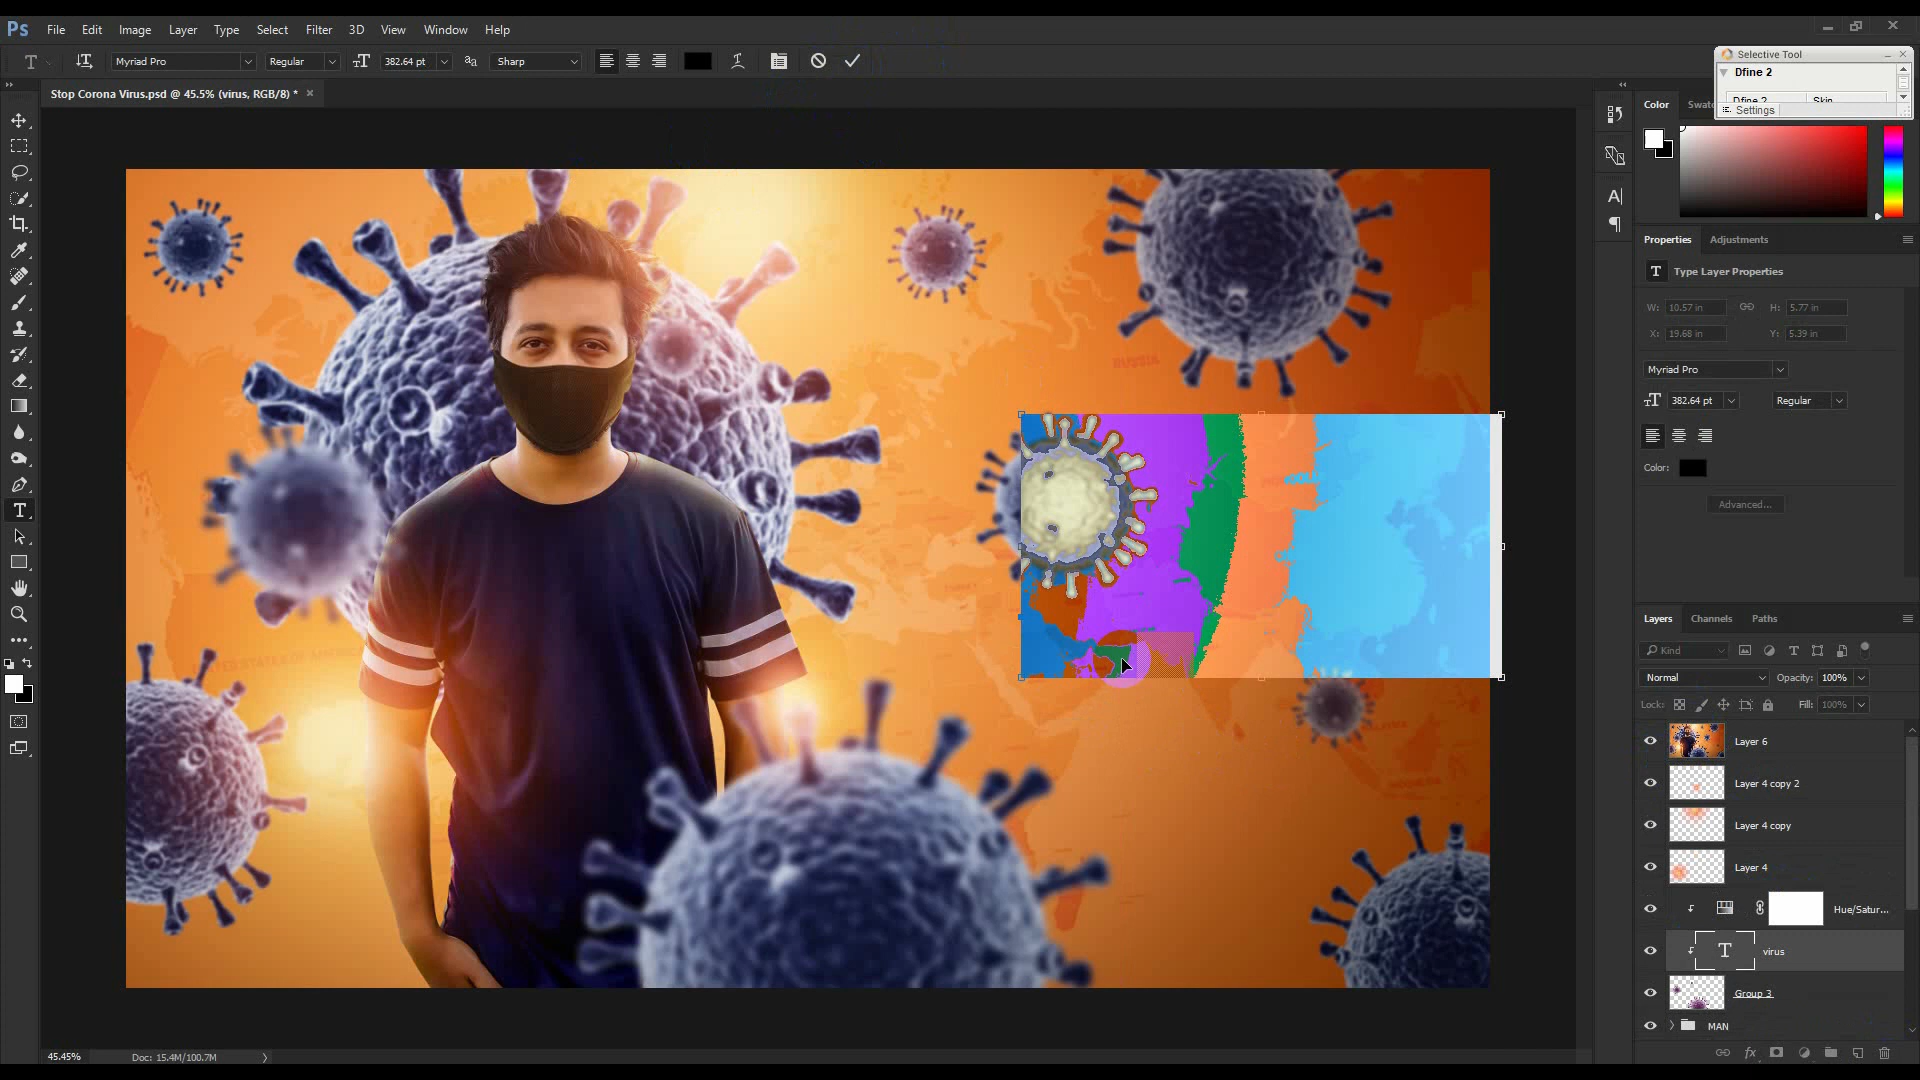 Ps File Edit Image Layer Type Select Filter 3D View Window Help
T Myriad Pro Regular 382.64 pt aa Sharp
Selective Tool
Dfine 2
Dfine 2 Skin
Settings
Stop Corona Virus.psd @ 45.5% (virus, RGB/8) * ×
Color Swatc
Properties Adjustments
T Type Layer Properties
W: 10.57 in H: 5.77 in
X: 19.68 in Y: 5.39 in
RUSSIA
Myriad Pro
382.64 pt Regular
Color:
Advanced...
Layers Channels Paths
Kind
UNITED STATES OF AMERICA
Normal Opacity: 100%
Lock: Fill: 100%
Layer 6
Layer 4 copy 2
INDONESIA
Layer 4 copy
Layer 4
Hue/Satur...
T virus
Group 3
MAN
45.45% Doc: 15.4M/100.7M